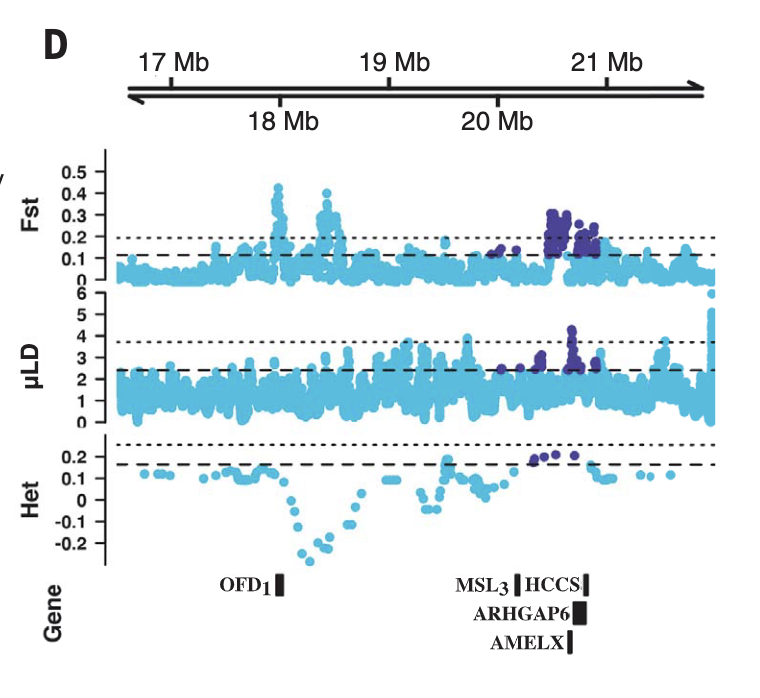 D
17 Mb 19 Mb 21 Mb
18 Mb 20 Mb
Fst
0.5
0.4
0.3
0.2
0.1
0
µLD
6
5
4
3
2
1
0
Het
0.2
0.1
0
-0.1
-0.2
Gene
OFD1 MSL3 HCCS
ARHGAP6
AMELX